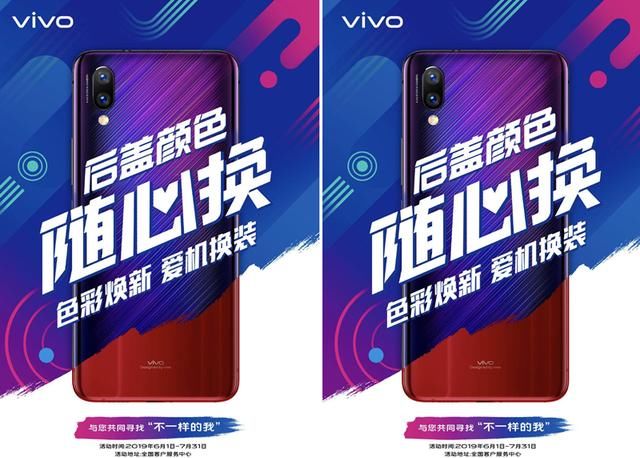 vivo
后盖颜色
随心换
色彩焕新 爱机换装
vivo
与您共同寻找“不一样的我”
活动时间2019年6月1日-7月31日
活动地址:全国客户服务中心
vivo
后盖颜色
随心换
色彩焕新 爱机换装
vivo
与您共同寻找“不一样的我”
活动时间2019年6月1日-7月31日
活动地址:全国客户服务中心